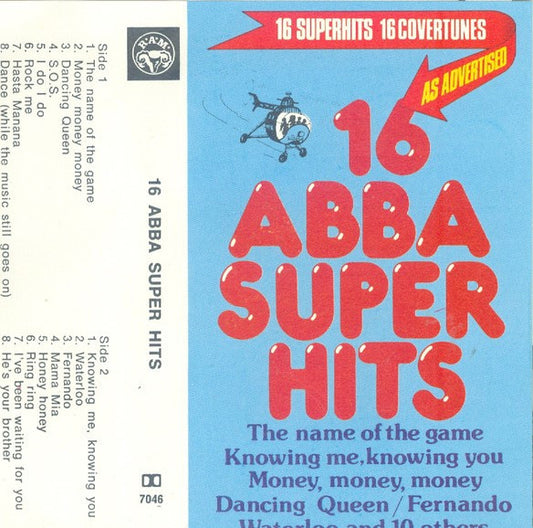 16 SUPERHITS 16 COVERTUNES
AS ADVERTISED
16
ABBA
SUPER
HITS
The name of the game
Knowing me, knowing you
Money, money, money
Dancing Queen / Fernando
Waterloo and 10 others
R.A.M.
16 ABBA SUPER HITS
7046
Side 1
1. The name of the game
2. Money money money
3. Dancing Queen
4. S.O.S.
5. I do I do
6. Rock me
7. Hasta Manana
8. Dance (while the music still goes on)
Side 2
1. Knowing me, knowing you
2. Waterloo
3. Fernando
4. Mama Mia
5. Honey honey
6. Ring ring
7. I've been waiting for you
8. He's your brother